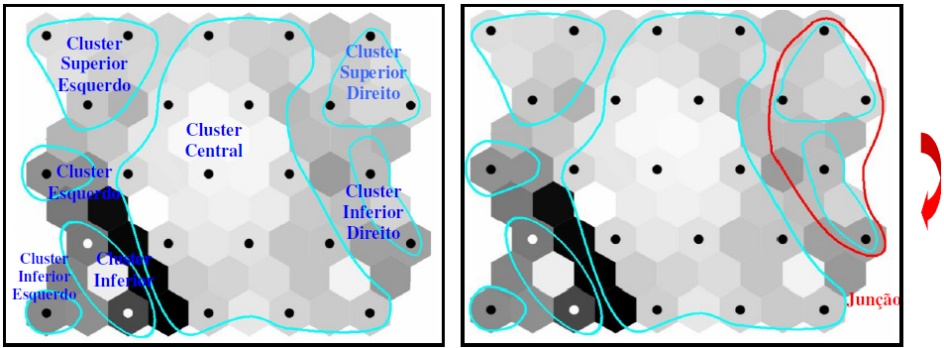 Cluster
Superior
Esquerdo
Cluster
Superior
Direito
Cluster
Central
Cluster
Esquerdo
Cluster
Inferior
Direito
Cluster
Inferior
Esquerdo
Cluster
Inferior
Junção